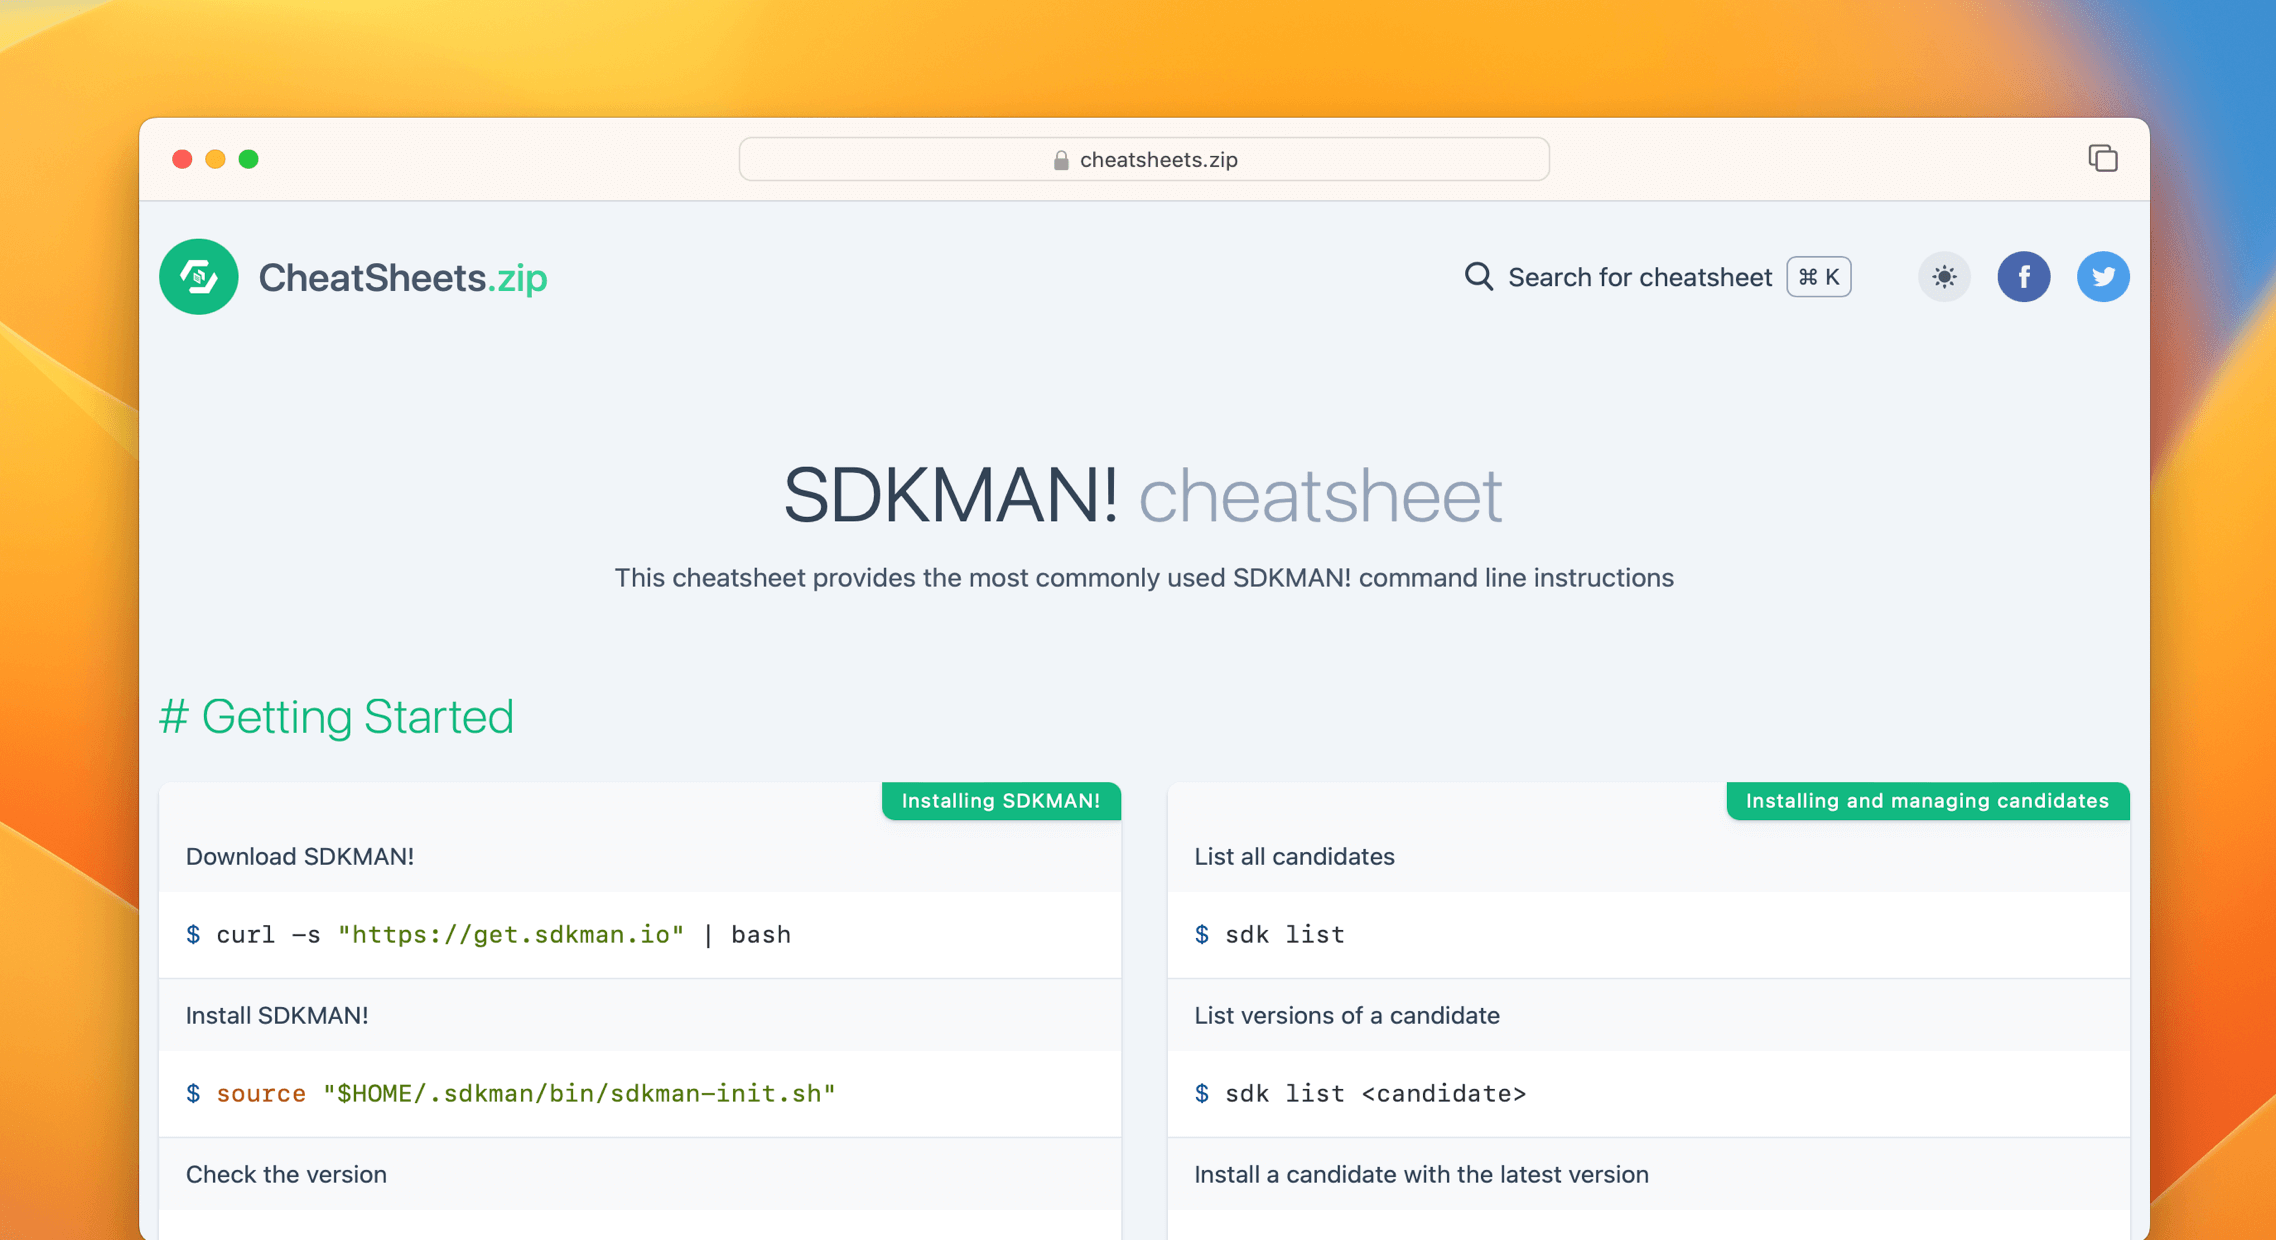 cheatsheets.zip
CheatSheets.zip
Search for cheatsheet ⌘ K
f
SDKMAN! cheatsheet
This cheatsheet provides the most commonly used SDKMAN! command line instructions
# Getting Started
Installing SDKMAN!
Download SDKMAN!
$ curl -s "https://get.sdkman.io" | bash
Install SDKMAN!
$ source "$HOME/.sdkman/bin/sdkman-init.sh"
Check the version
Installing and managing candidates
List all candidates
$ sdk list
List versions of a candidate
$ sdk list <candidate>
Install a candidate with the latest version